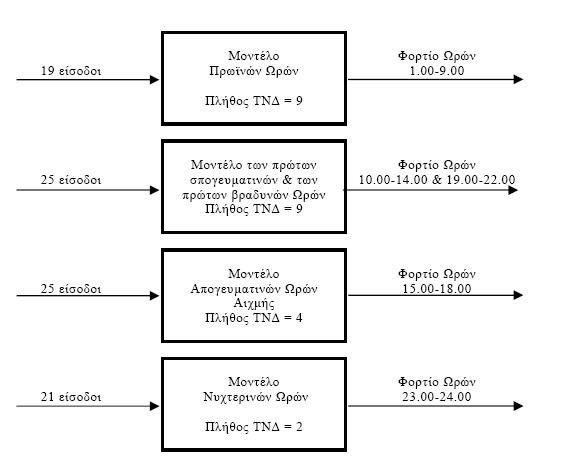 19 είσοδοι
Μοντέλο
Πρωϊνών Ωρών
Πλήθος ΤΝΔ = 9
Φορτίο Ωρών
1.00-9.00
25 είσοδοι
Μοντέλο των πρώτων
σπογευματινών & των
πρώτων βραδυνών Ωρών
Πλήθος ΤΝΔ = 9
Φορτίο Ωρών
10.00-14.00 & 19.00-22.00
25 είσοδοι
Μοντέλο
Απογευματινών Ωρών
Αιχμής
Πλήθος ΤΝΔ = 4
Φορτίο Ωρών
15.00-18.00
21 είσοδοι
Μοντέλο
Νυχτερινών Ωρών
Πλήθος ΤΝΔ = 2
Φορτίο Ωρών
23.00-24.00